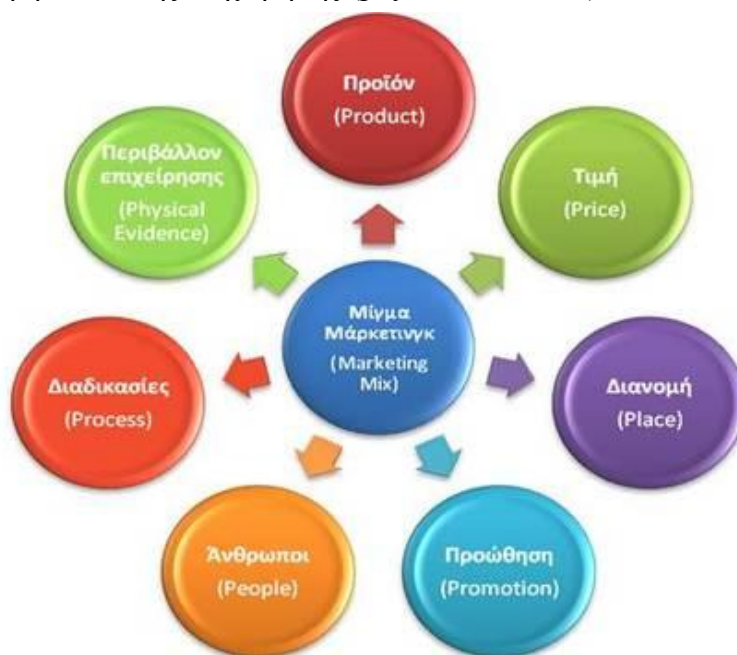 Προϊόν
(Product)
Περιβάλλον
επιχείρησης
(Physical
Evidence)
Τιμή
(Price)
Μίγμα
Μάρκετινγκ
(Marketing
Mix)
Διαδικασίες
(Process)
Διανομή
(Place)
Άνθρωποι
(People)
Προώθηση
(Promotion)